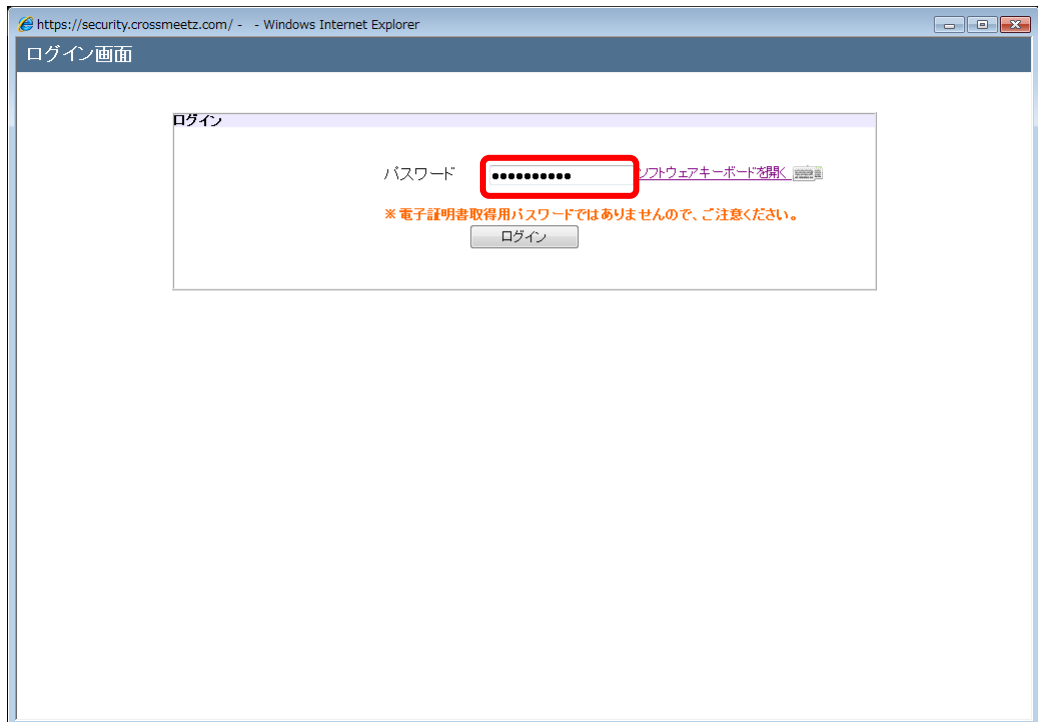 https://security.crossmeetz.com/ - - Windows Internet Explorer
ログイン画面
ログイン
パスワード ●●●●●●●●●● ソフトウェアキーボードを開く
※電子証明書取得用パスワードではありませんので、ご注意ください。
ログイン